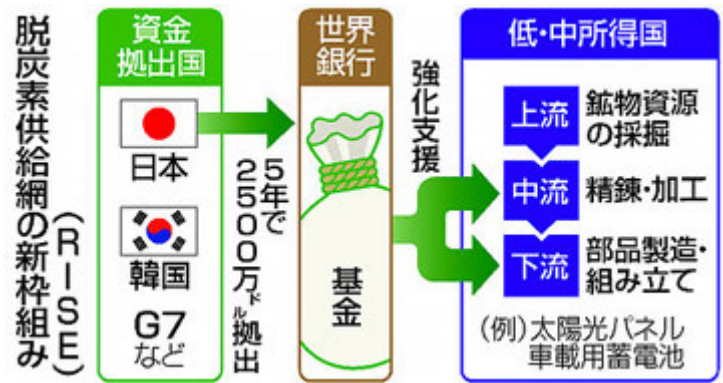 脱炭素供給網の新枠組み
(RISE)
資金
拠出国
日本
韓国
G7
など
5年で
2500万ドル拠出
世界
銀行
基金
強化支援
低・中所得国
上流
鉱物資源
の採掘
中流
精錬・加工
下流
部品製造・
組み立て
(例)太陽光パネル
車載用蓄電池